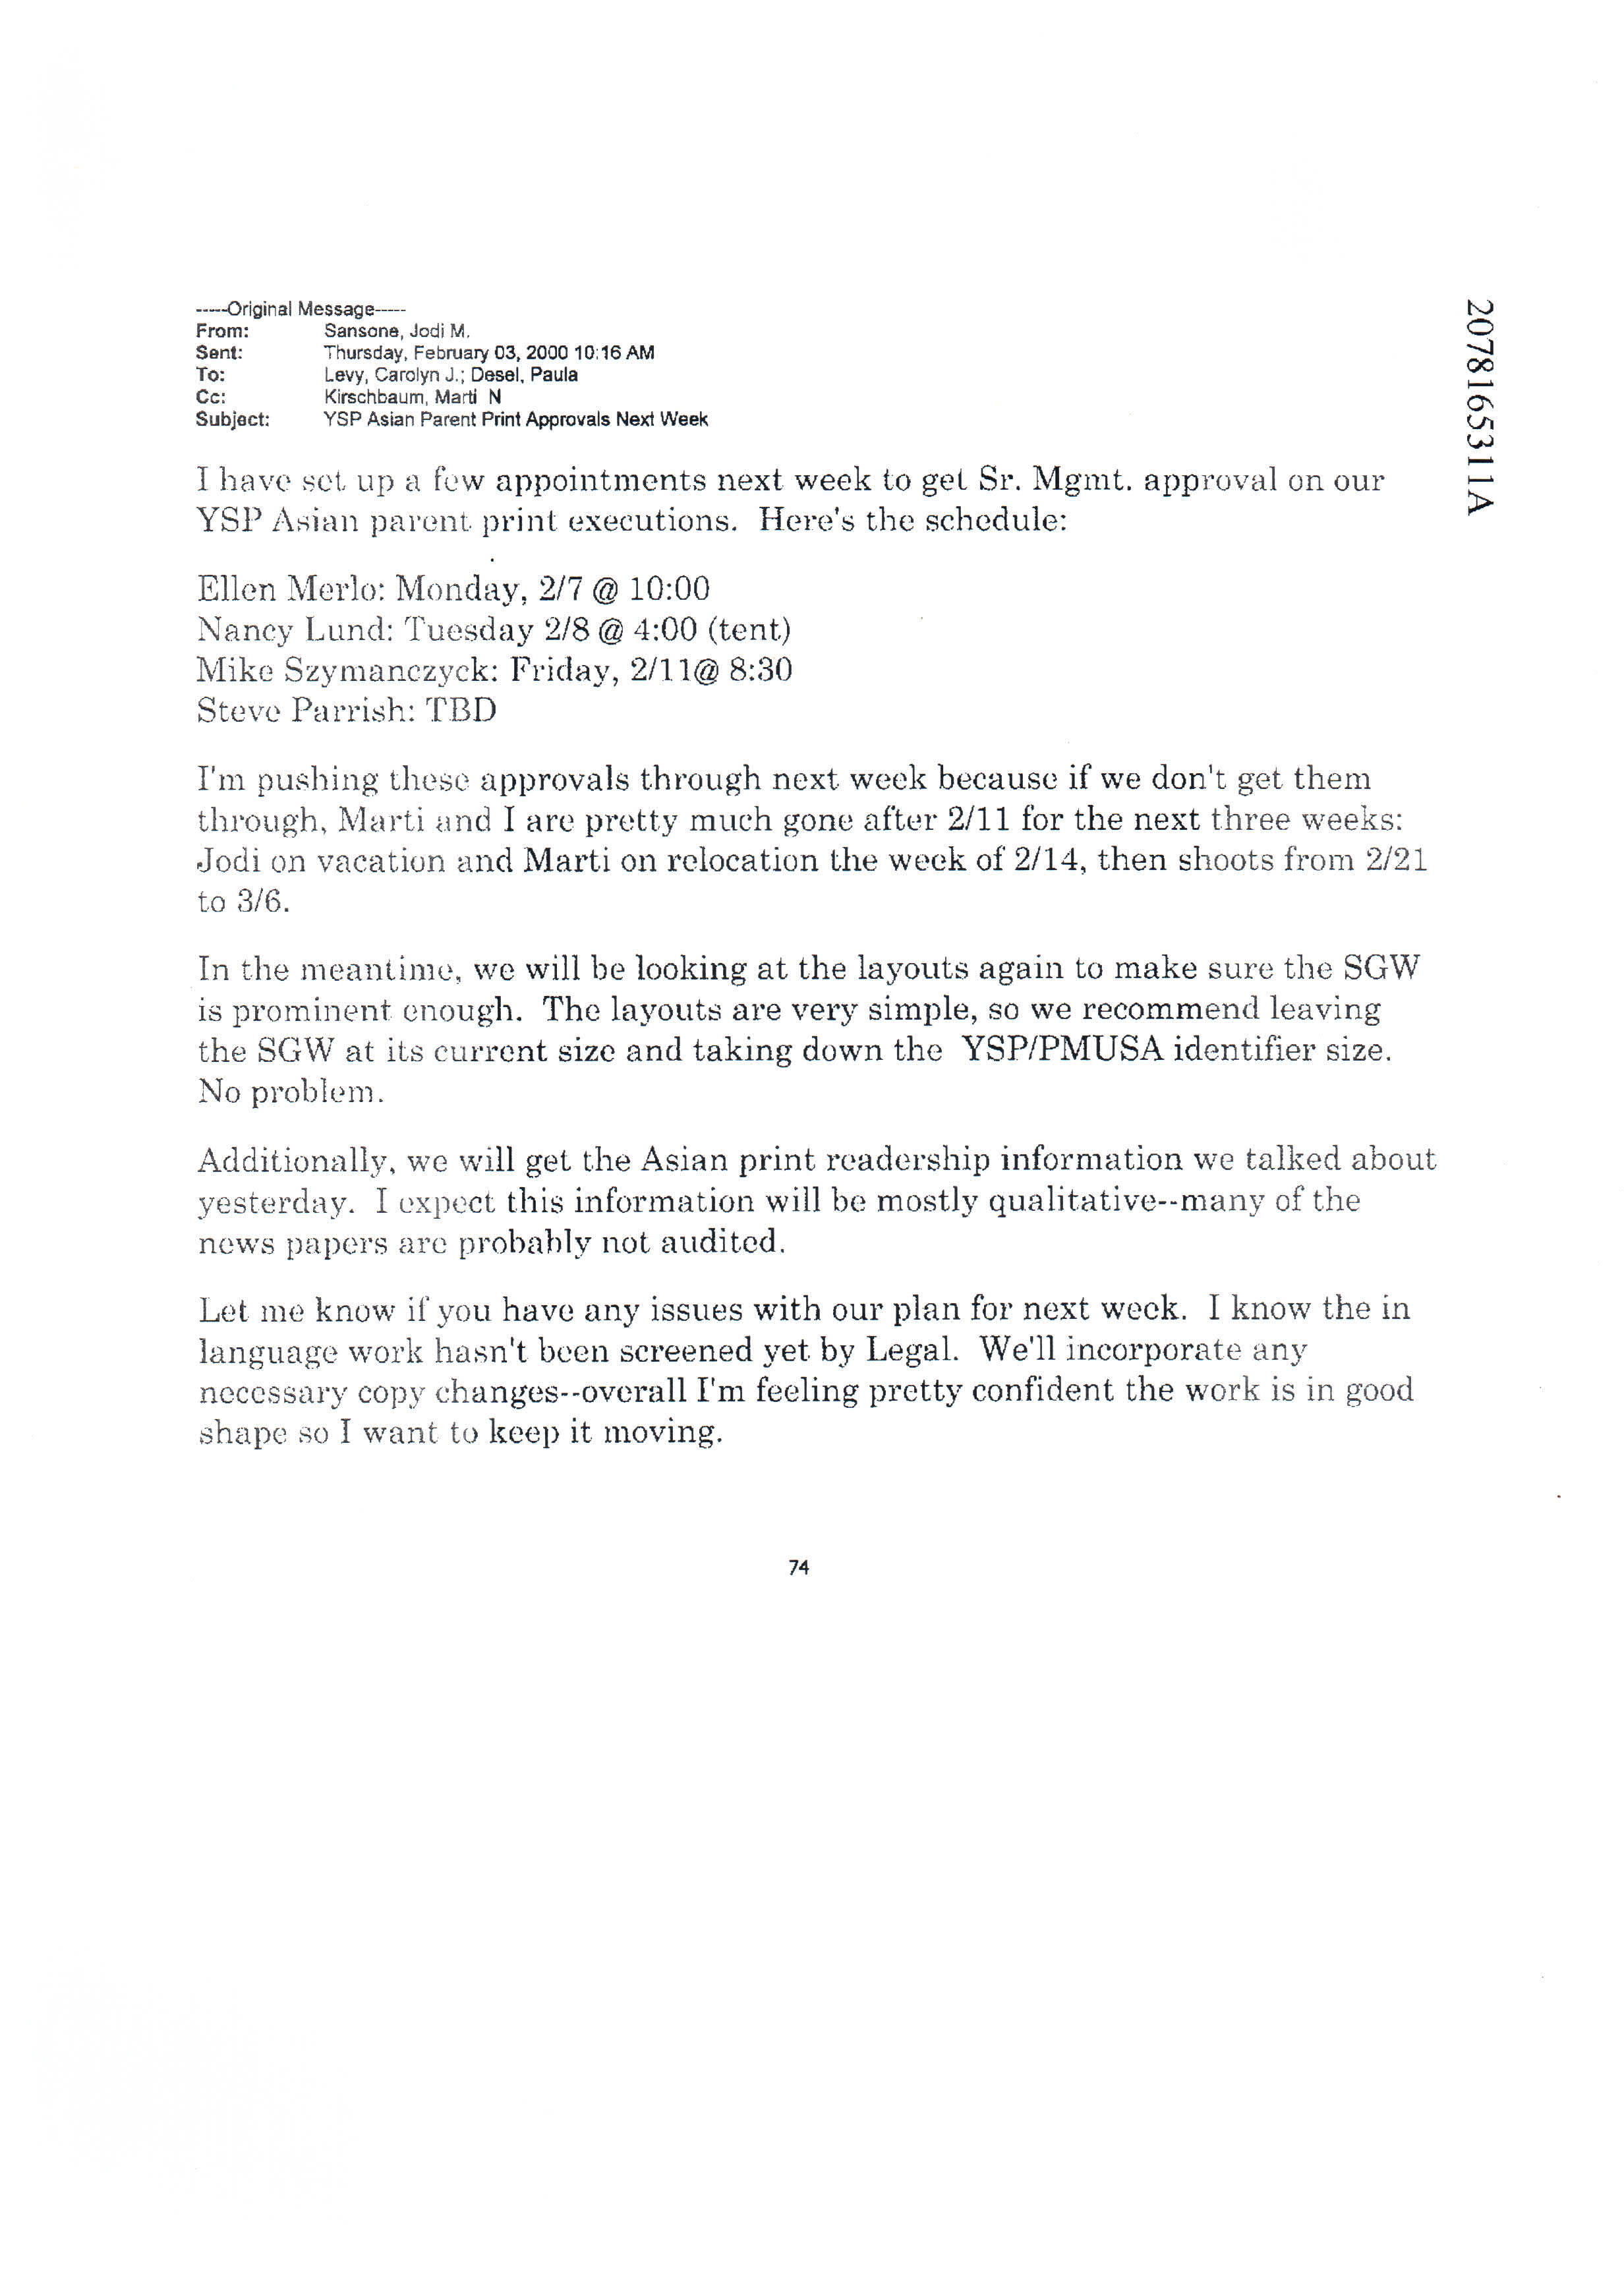 -----Original Message-----
From: Sansone, Jodi M.
Sent: Thursday, February 03, 2000 10:16 AM
To: Levy, Carolyn J.; Desel, Paula
Cc: Kirschbaum, Marti N
Subject: YSP Asian Parent Print Approvals Next Week
I have set up a few appointments next week to get Sr. Mgmt. approval on our
YSP Asian parent print executions. Here's the schedule:
Ellen Merlo: Monday, 2/7 @ 10:00
Nancy Lund: Tuesday 2/8 @ 4:00 (tent)
Mike Szymanczyck: Friday, 2/11@ 8:30
Steve Parrish: TBD
I'm pushing these approvals through next week because if we don't get them
through, Marti and I are pretty much gone after 2/11 for the next three weeks:
Jodi on vacation and Marti on relocation the week of 2/14, then shoots from 2/21
to 3/6.
In the meantime, we will be looking at the layouts again to make sure the SGW
is prominent enough. The layouts are very simple, so we recommend leaving
the SGW at its current size and taking down the YSP/PMUSA identifier size.
No problem.
Additionally, we will get the Asian print readership information we talked about
yesterday. I expect this information will be mostly qualitative--many of the
news papers are probably not audited.
Let me know if you have any issues with our plan for next week. I know the in
language work hasn't been screened yet by Legal. We'll incorporate any
necessary copy changes--overall I'm feeling pretty confident the work is in good
shape so I want to keep it moving.
74
2078165311A